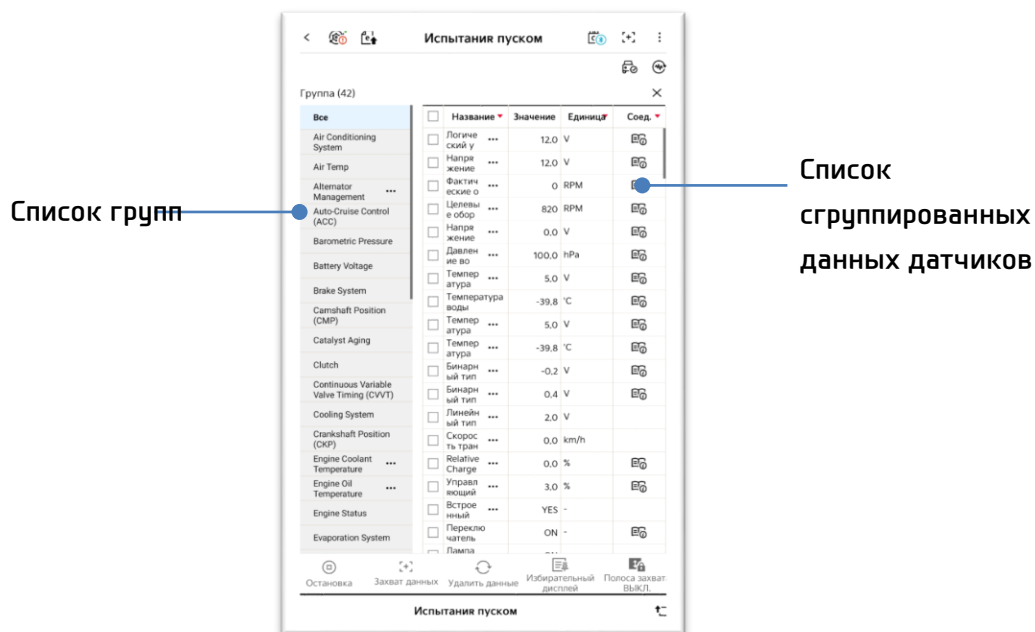 Испытания пуском
Группа (42)
Все
Air Conditioning
System
Air Temp
Alternator ...
Management
Auto-Cruise Control
(ACC)
Barometric Pressure
Battery Voltage
Brake System
Camshaft Position
(CMP)
Catalyst Aging
Clutch
Continuous Variable
Valve Timing (CVVT)
Cooling System
Crankshaft Position
(CKP)
Engine Coolant ...
Temperature
Engine Oil ...
Temperature
Engine Status
Evaporation System
Название Значение Единица Соед.
Логиче ... 12.0 V
ский у
Напря ... 12.0 V
жение
Фактич ... 0 RPM
еские о
Целевы ... 820 RPM
е обор
Напря ... 0.0 V
жение
Давлен ... 100.0 hPa
ие во
Темпер ... 5.0 V
атура
Температура -39.8 °C
воды
Темпер ... 5.0 V
атура
Темпер ... -39.8 °C
атура
Бинарн ... -0.2 V
ый тип
Бинарн ... 0.4 V
ый тип
Линейн ... 2.0 V
ый тип
Скорос ... 0.0 km/h
ть тран
Relative ... 0.0 %
Charge
Управл ... 3.0 %
яющий
Встрое ... YES -
нный
Переклю ON -
чатель
Лампа
Список групп
Список
сгруппированных
данных датчиков
Остановка
Захват данных
Удалить данные
Избирательный
дисплей
Полоса захват.
ВЫКЛ.
Испытания пуском